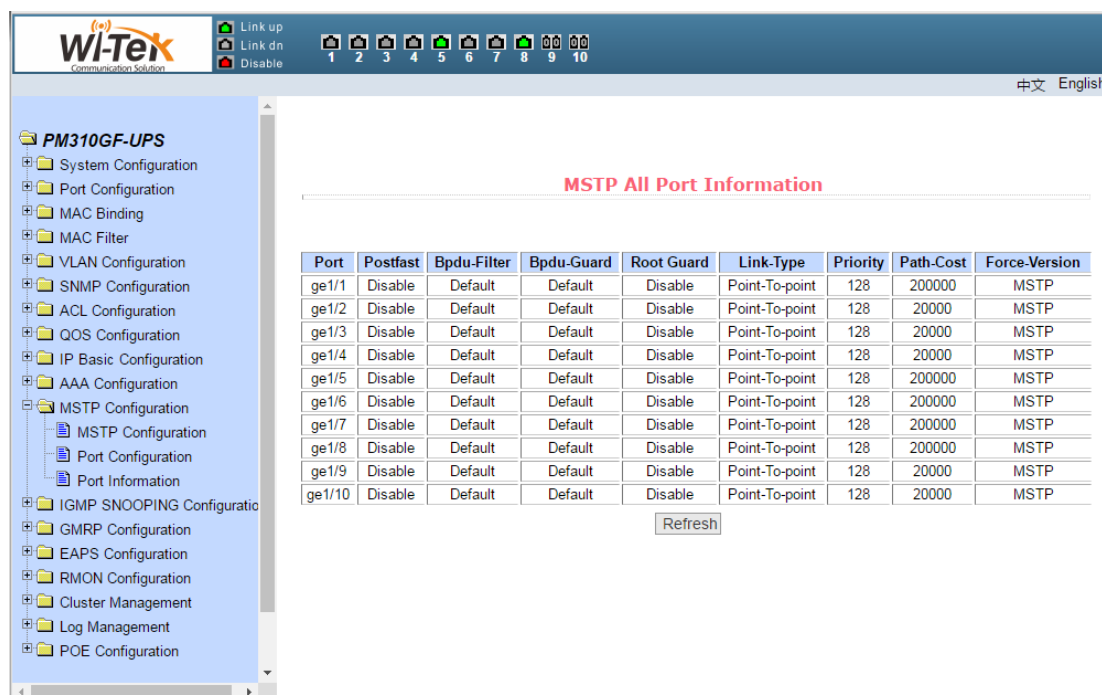 Wi-Tek
Communication Solution
Link up
Link dn
Disable
1 2 3 4 5 6 7 8 9 10
中文 English
PM310GF-UPS
System Configuration
Port Configuration
MAC Binding
MAC Filter
VLAN Configuration
SNMP Configuration
ACL Configuration
QOS Configuration
IP Basic Configuration
AAA Configuration
MSTP Configuration
MSTP Configuration
Port Configuration
Port Information
IGMP SNOOPING Configuratio
GMRP Configuration
EAPS Configuration
RMON Configuration
Cluster Management
Log Management
POE Configuration
MSTP All Port Information
Port Postfast Bpdu-Filter Bpdu-Guard Root Guard Link-Type Priority Path-Cost Force-Version
ge1/1 Disable Default Default Disable Point-To-point 128 200000 MSTP
ge1/2 Disable Default Default Disable Point-To-point 128 20000 MSTP
ge1/3 Disable Default Default Disable Point-To-point 128 20000 MSTP
ge1/4 Disable Default Default Disable Point-To-point 128 20000 MSTP
ge1/5 Disable Default Default Disable Point-To-point 128 200000 MSTP
ge1/6 Disable Default Default Disable Point-To-point 128 200000 MSTP
ge1/7 Disable Default Default Disable Point-To-point 128 200000 MSTP
ge1/8 Disable Default Default Disable Point-To-point 128 200000 MSTP
ge1/9 Disable Default Default Disable Point-To-point 128 20000 MSTP
ge1/10 Disable Default Default Disable Point-To-point 128 20000 MSTP
Refresh